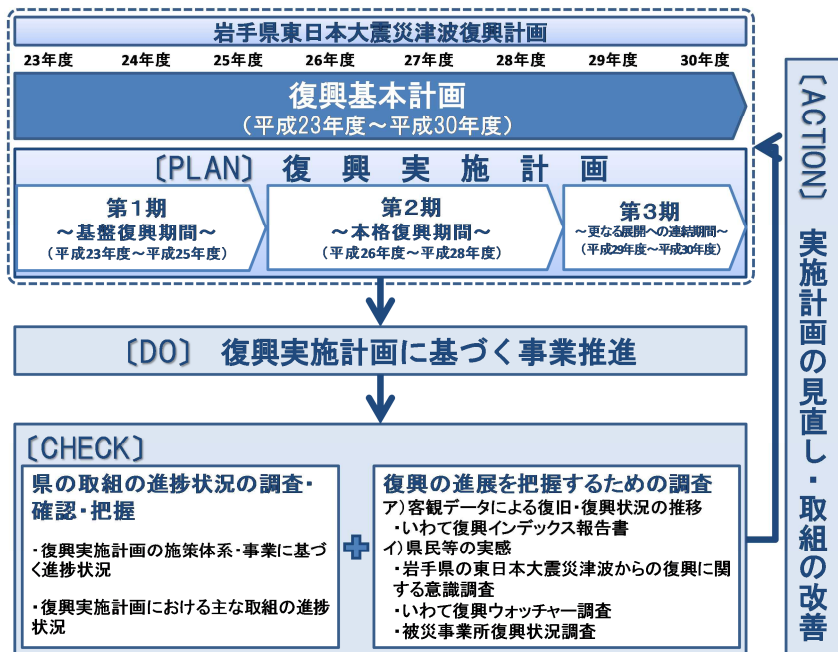 岩手県東日本大震災津波復興計画
23年度 24年度 25年度 26年度 27年度 28年度 29年度 30年度
復興基本計画
（平成23年度～平成30年度）
〔PLAN〕 復興実施計画
第1期
～基盤復興期間～
（平成23年度～平成25年度）
第2期
～本格復興期間～
（平成26年度～平成28年度）
第3期
～更なる展開への連結期間～
（平成29年度～平成30年度）
〔DO〕 復興実施計画に基づく事業推進
〔CHECK〕
県の取組の進捗状況の調査・
確認・把握
・復興実施計画の施策体系・事業に基づ
く進捗状況
・復興実施計画における主な取組の進捗
状況
復興の進展を把握するための調査
ア）客観データによる復旧・復興状況の推移
・いわて復興インデックス報告書
イ）県民等の実感
・岩手県の東日本大震災津波からの復興に関
する意識調査
・いわて復興ウォッチャー調査
・被災事業所復興状況調査
〔ACTION〕 実施計画の見直し・取組の改善